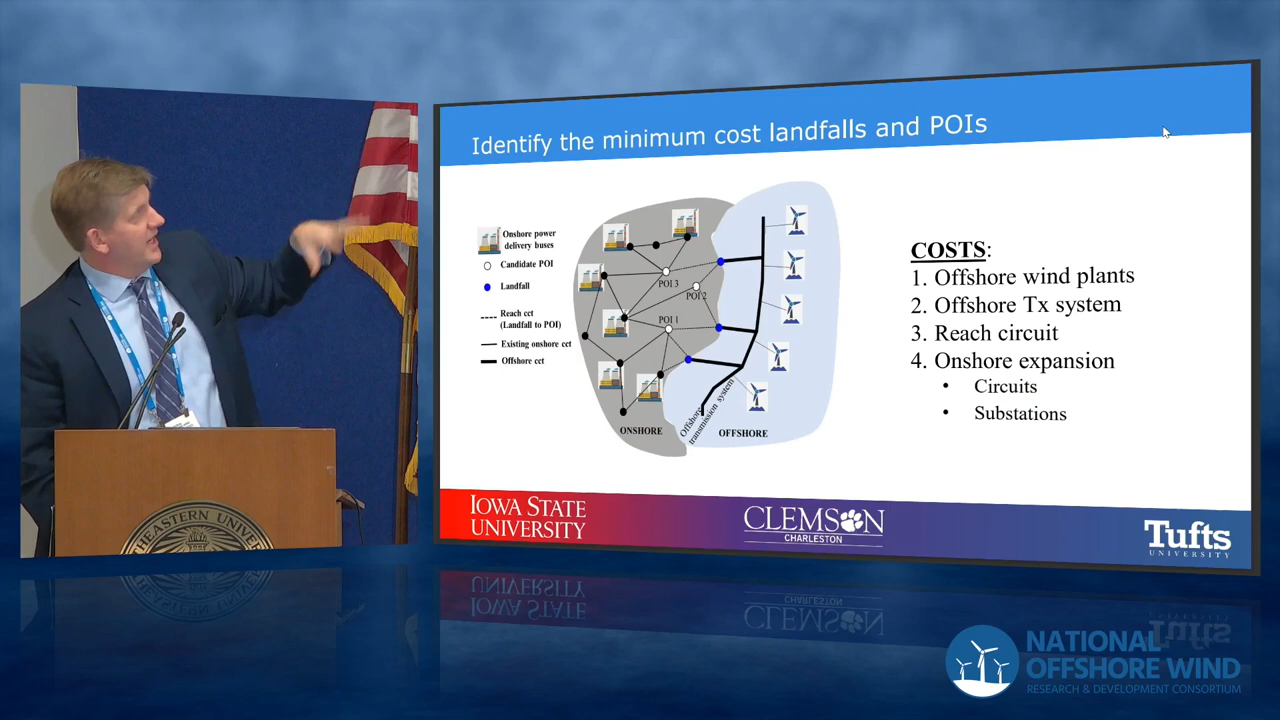 Identify the minimum cost landfalls and POIs
Onshore power
delivery buses
Candidate POI
Landfall
Reach cct
(Landfall to POI)
Existing onshore cct
Offshore cct
POI 3
POI 2
POI 1
ONSHORE
Offshore
transmission system
OFFSHORE
COSTS:
1. Offshore wind plants
2. Offshore Tx system
3. Reach circuit
4. Onshore expansion
• Circuits
• Substations
IOWA STATE
UNIVERSITY
CLEMSON
CHARLESTON
Tufts
UNIVERSITY
HEASTERN UNIVERS
NATIONAL
OFFSHORE WIND
RESEARCH & DEVELOPMENT CONSORTIUM